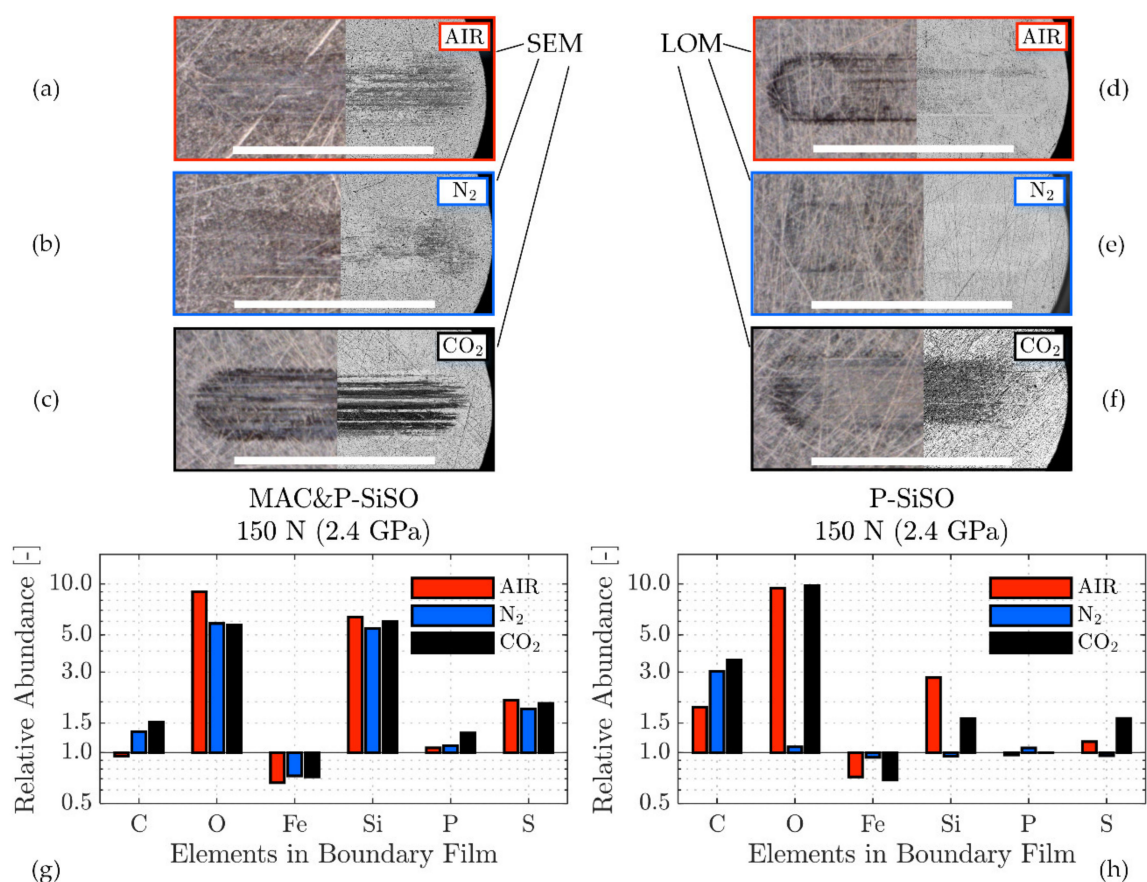 AIR
SEM
LOM
AIR
(a)
(d)
N₂
N₂
(b)
(e)
CO₂
CO₂
(c)
(f)
MAC&P-SiSO
150 N (2.4 GPa)
P-SiSO
150 N (2.4 GPa)
Relative Abundance [-]
10.0
5.0
3.0
1.5
1.0
0.5
AIR
N₂
CO₂
C O Fe Si P S
Elements in Boundary Film
(g)
Relative Abundance [-]
10.0
5.0
3.0
1.5
1.0
0.5
AIR
N₂
CO₂
C O Fe Si P S
Elements in Boundary Film
(h)